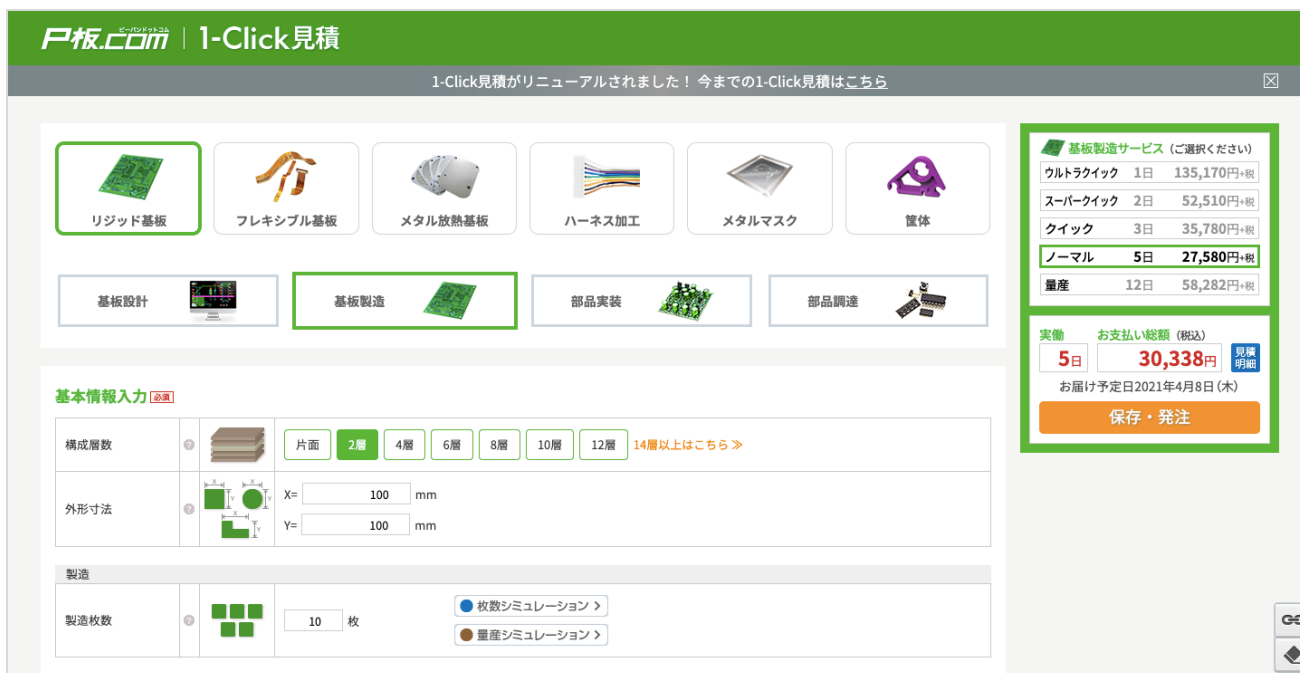 ピーバンドットコム
P板.com 1-Click見積
1-Click見積がリニューアルされました! 今までの1-Click見積はこちら
リジッド基板
フレキシブル基板
メタル放熱基板
ハーネス加工
メタルマスク
筐体
基板設計
基板製造
部品実装
部品調達
基本情報入力 必須
構成層数 ? 片面 2層 4層 6層 8層 10層 12層 14層以上はこちら≫
外形寸法 ? X Y X Y X Y
X= 100 mm
Y= 100 mm
製造
製造枚数 ? 10 枚
枚数シミュレーション >
量産シミュレーション >
基板製造サービス (ご選択ください)
ウルトラクイック 1日 135,170円+税
スーパークイック 2日 52,510円+税
クイック 3日 35,780円+税
ノーマル 5日 27,580円+税
量産 12日 58,282円+税
実働 お支払い総額 (税込)
5日 30,338円 見積明細
お届け予定日2021年4月8日(木)
保存・発注